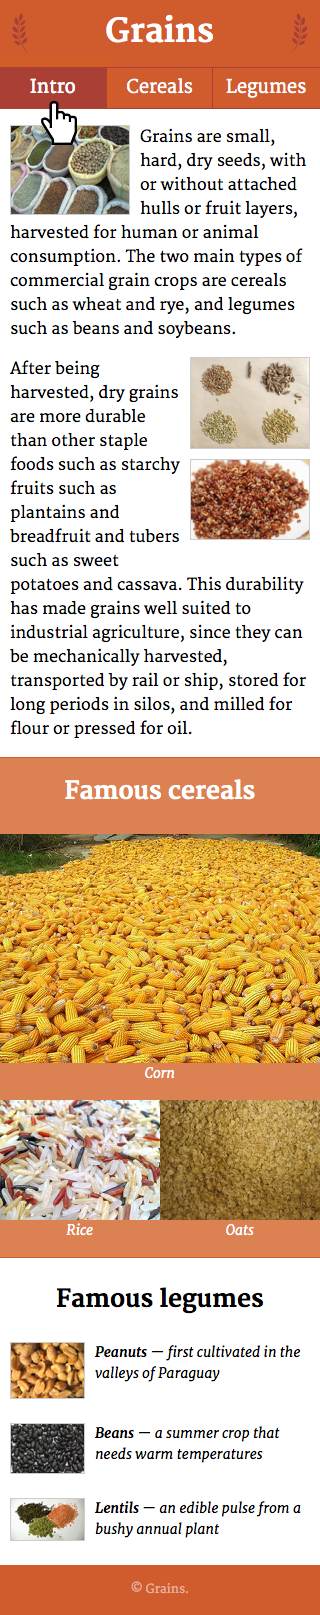 Grains
Intro
Cereals
Legumes
Grains are small,
hard, dry seeds, with
or without attached
hulls or fruit layers,
harvested for human or animal
consumption. The two main types of
commercial grain crops are cereals
such as wheat and rye, and legumes
such as beans and soybeans.
After being
harvested, dry grains
are more durable
than other staple
foods such as starchy
fruits such as
plantains and
breadfruit and tubers
such as sweet
potatoes and cassava. This durability
has made grains well suited to
industrial agriculture, since they can
be mechanically harvested,
transported by rail or ship, stored for
long periods in silos, and milled for
flour or pressed for oil.
Famous cereals
Corn
Rice
Oats
Famous legumes
Peanuts — first cultivated in the
valleys of Paraguay
Beans — a summer crop that
needs warm temperatures
Lentils — an edible pulse from a
bushy annual plant
© Grains.